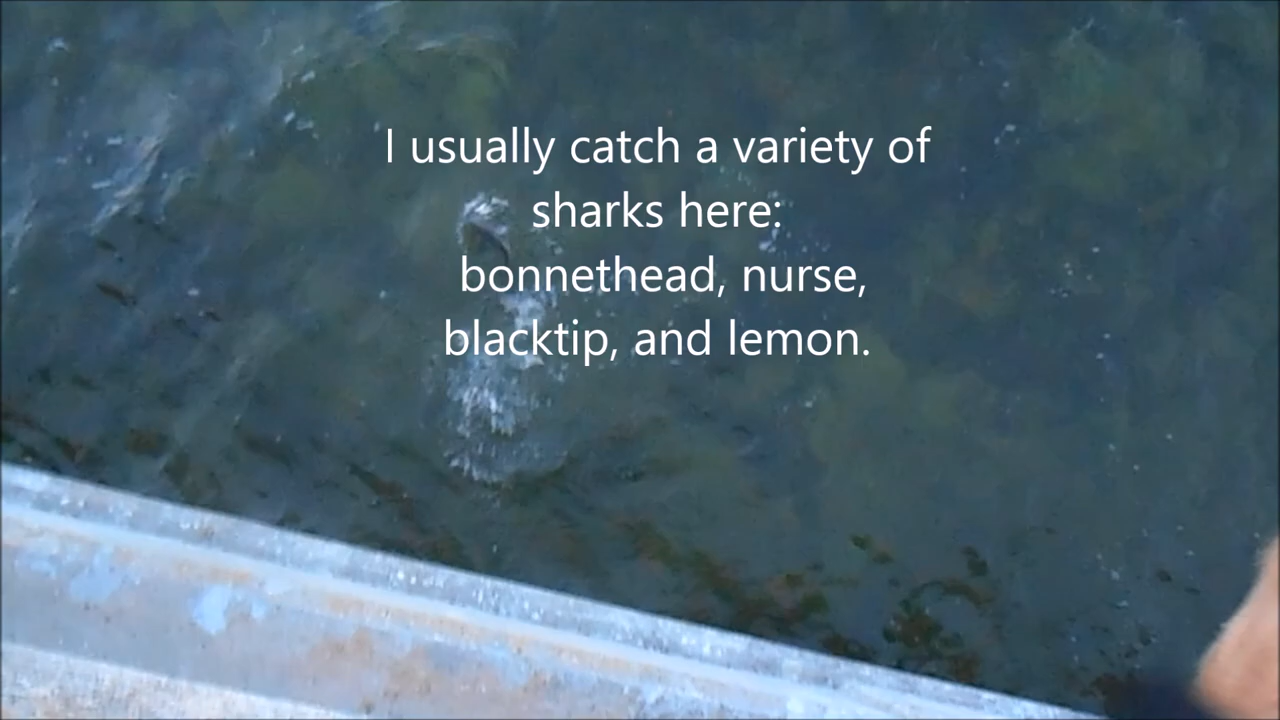 I usually catch a variety of
sharks here:
bonnethead, nurse,
blacktip, and lemon.